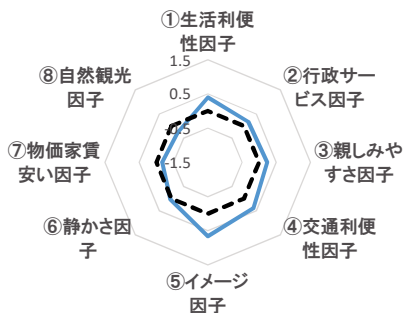 ①生活利便
性因子
②行政サー
ビス因子
③親しみや
すさ因子
④交通利便
性因子
⑤イメージ
因子
⑥静かさ因
子
⑦物価家賃
安い因子
⑧自然観光
因子
1.5
0.5
-0.5
-1.5